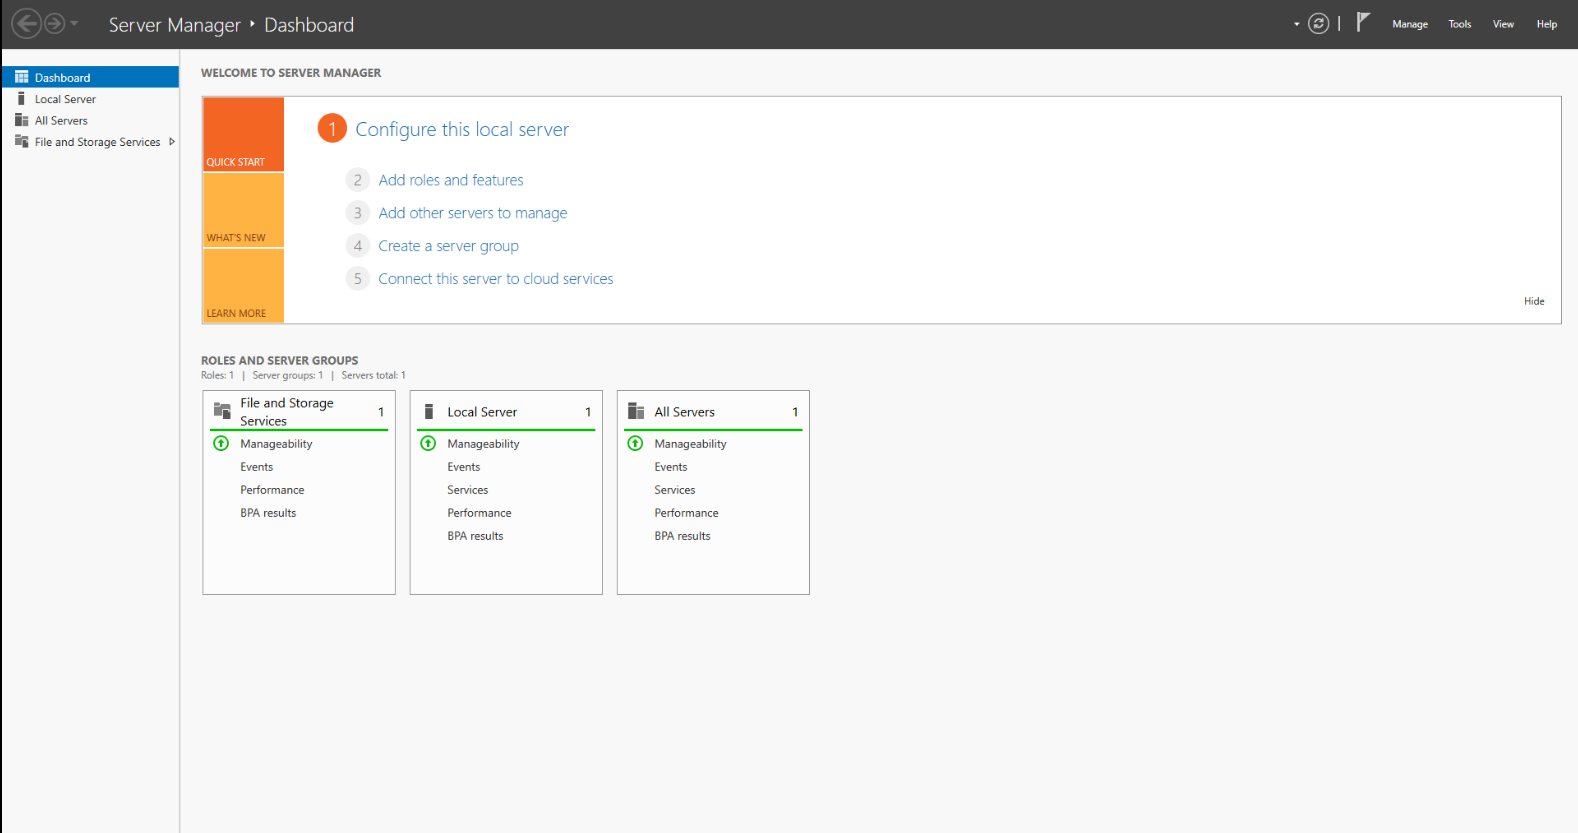 Server Manager ‣ Dashboard
Manage Tools View Help
Dashboard
Local Server
All Servers
File and Storage Services
WELCOME TO SERVER MANAGER
QUICK START
WHAT'S NEW
LEARN MORE
1 Configure this local server
2 Add roles and features
3 Add other servers to manage
4 Create a server group
5 Connect this server to cloud services
Hide
ROLES AND SERVER GROUPS
Roles: 1 | Server groups: 1 | Servers total: 1
File and Storage
Services 1
Manageability
Events
Performance
BPA results
Local Server 1
Manageability
Events
Services
Performance
BPA results
All Servers 1
Manageability
Events
Services
Performance
BPA results